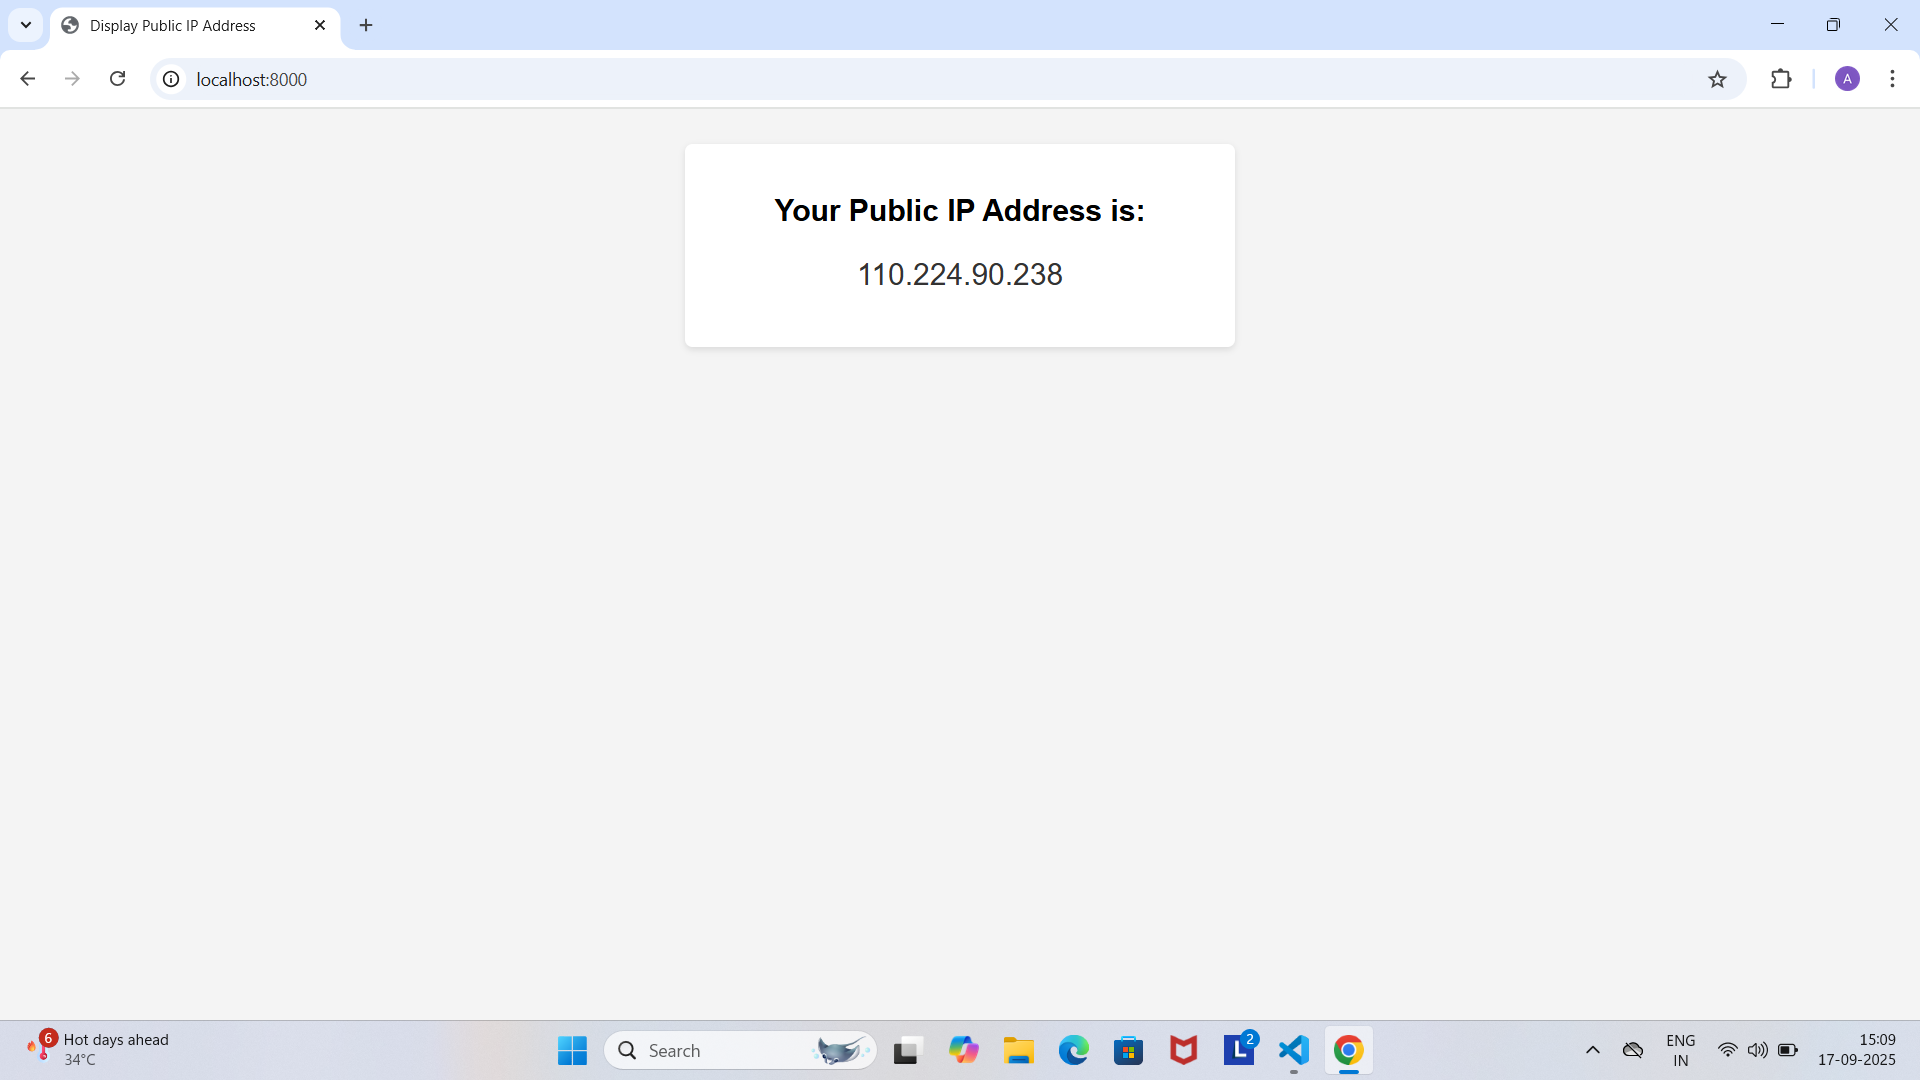 Display Public IP Address
localhost:8000
A
Your Public IP Address is:
110.224.90.238
6
Hot days ahead
34°C
Search
L
2
ENG
IN
15:09
17-09-2025